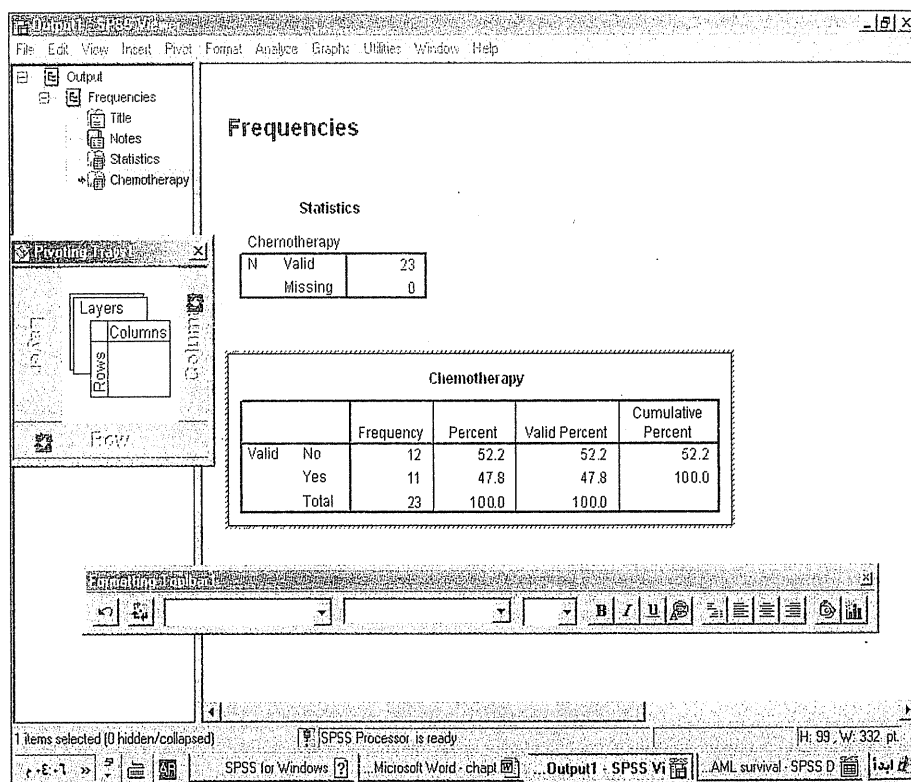 Output1 - SPSS Viewer
File Edit View Insert Pivot Format Analyze Graphs Utilities Window Help
Output
Frequencies
Title
Notes
Statistics
Chemotherapy
Frequencies
Statistics
Chemotherapy
N Valid 23
Missing 0
Pivoting Trays1
Layer
Layers
Columns
Rows
Column
Row
Chemotherapy
Frequency Percent Valid Percent Cumulative Percent
Valid No 12 52.2 52.2 52.2
Yes 11 47.8 47.8 100.0
Total 23 100.0 100.0
Formatting Toolbar1
B I U
1 items selected (0 hidden/collapsed) SPSS Processor is ready H: 99 , W: 332 pt.
AR SPSS for Windows ...Microsoft Word - chapt ...Output1 - SPSS Vi ...AML survival - SPSS D ابدأ